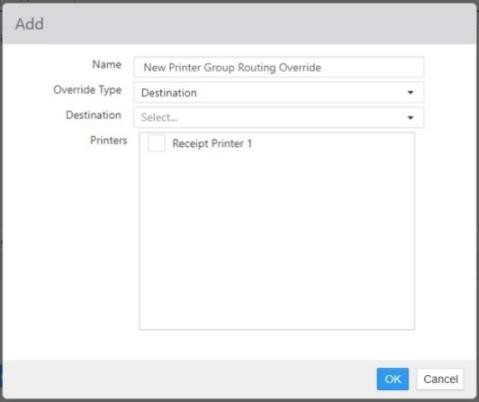 Add
Name New Printer Group Routing Override
Override Type Destination
Destination Select...
Printers Receipt Printer 1
OK Cancel